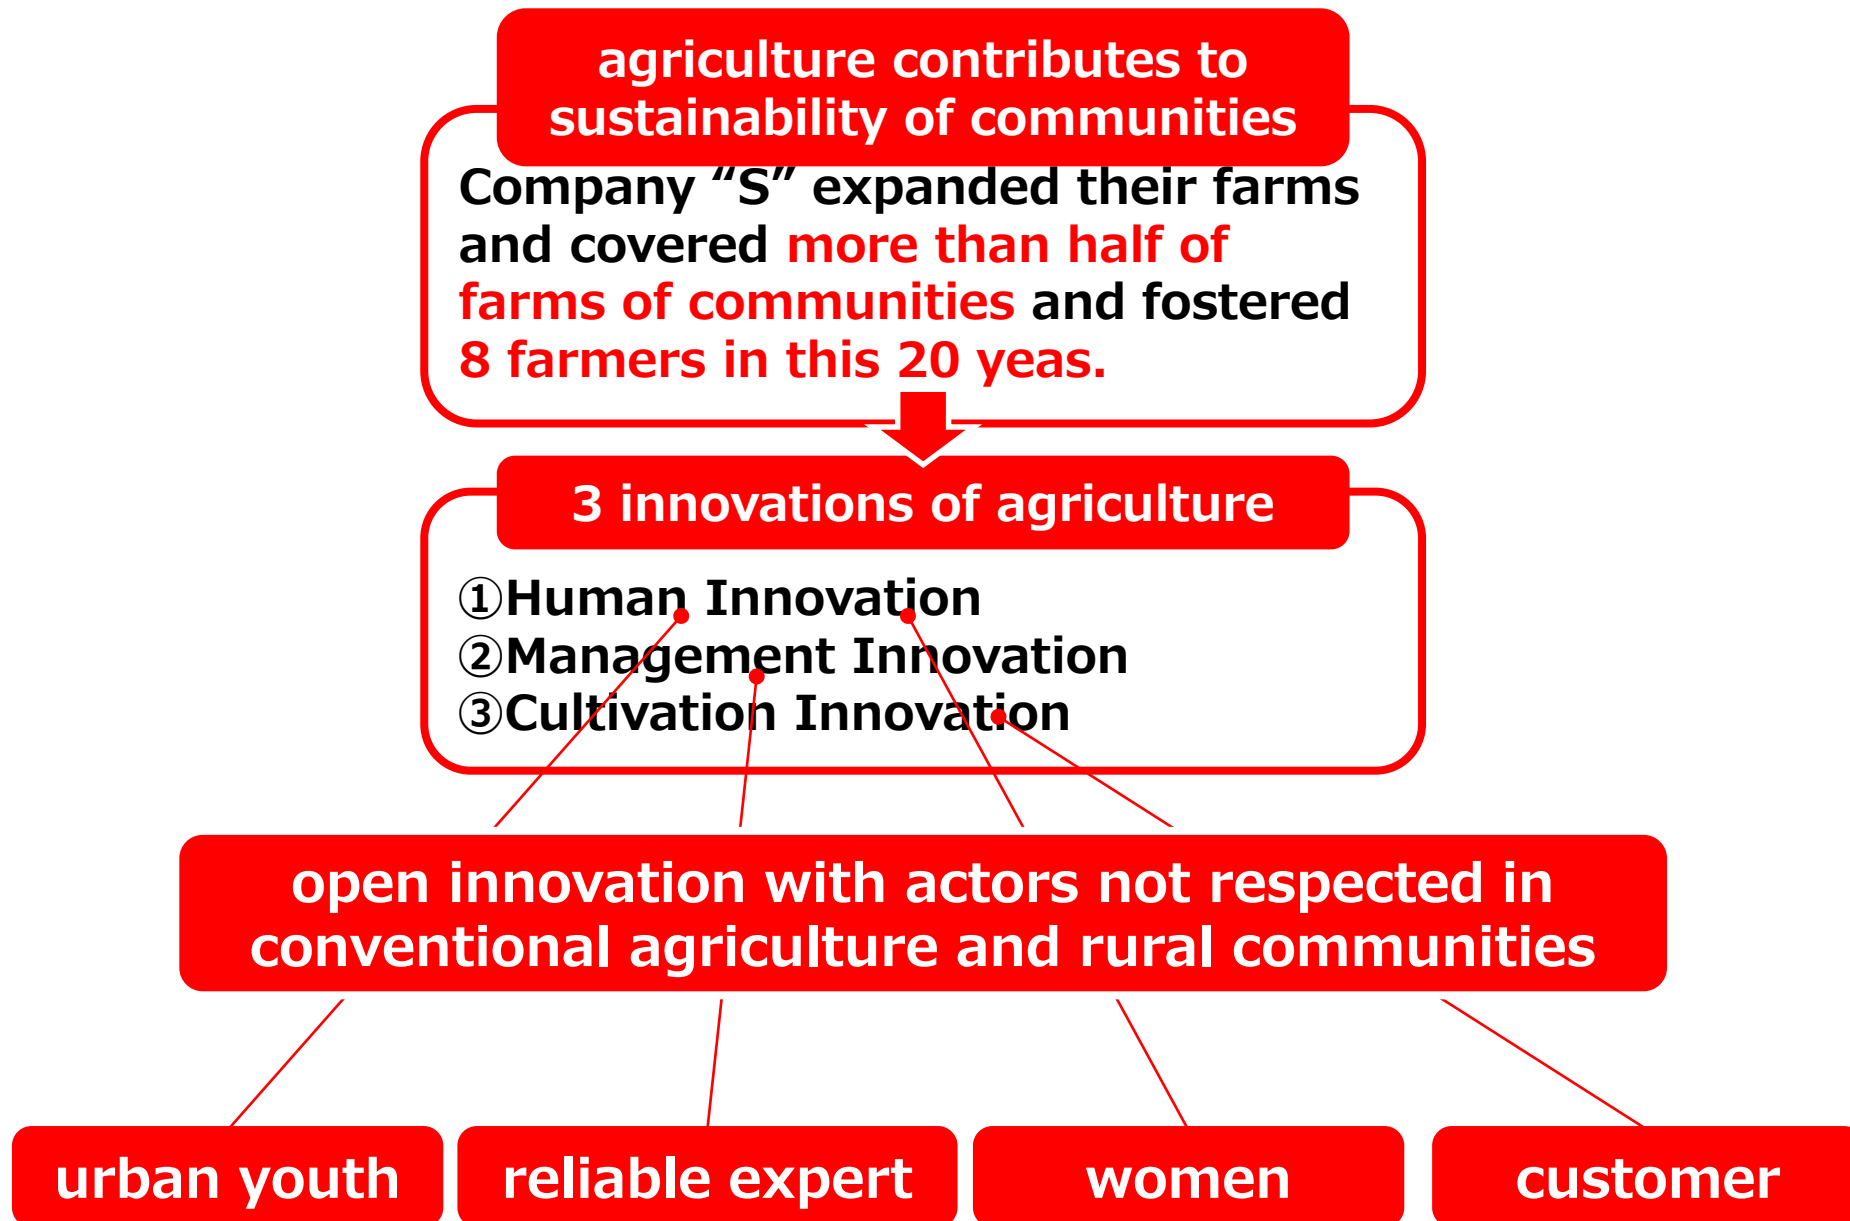 agriculture contributes to
sustainability of communities
Company “S” expanded their farms
and covered more than half of
farms of communities and fostered
8 farmers in this 20 yeas.
3 innovations of agriculture
①Human Innovation
②Management Innovation
③Cultivation Innovation
open innovation with actors not respected in
conventional agriculture and rural communities
urban youth
reliable expert
women
customer